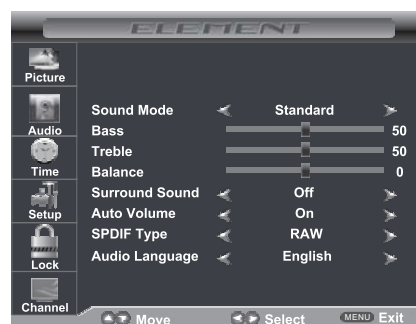 ELEMENT
Picture
Audio
Time
Setup
Lock
Channel
Sound Mode Standard
Bass 50
Treble 50
Balance 0
Surround Sound Off
Auto Volume On
SPDIF Type RAW
Audio Language English
Move Select MENU Exit